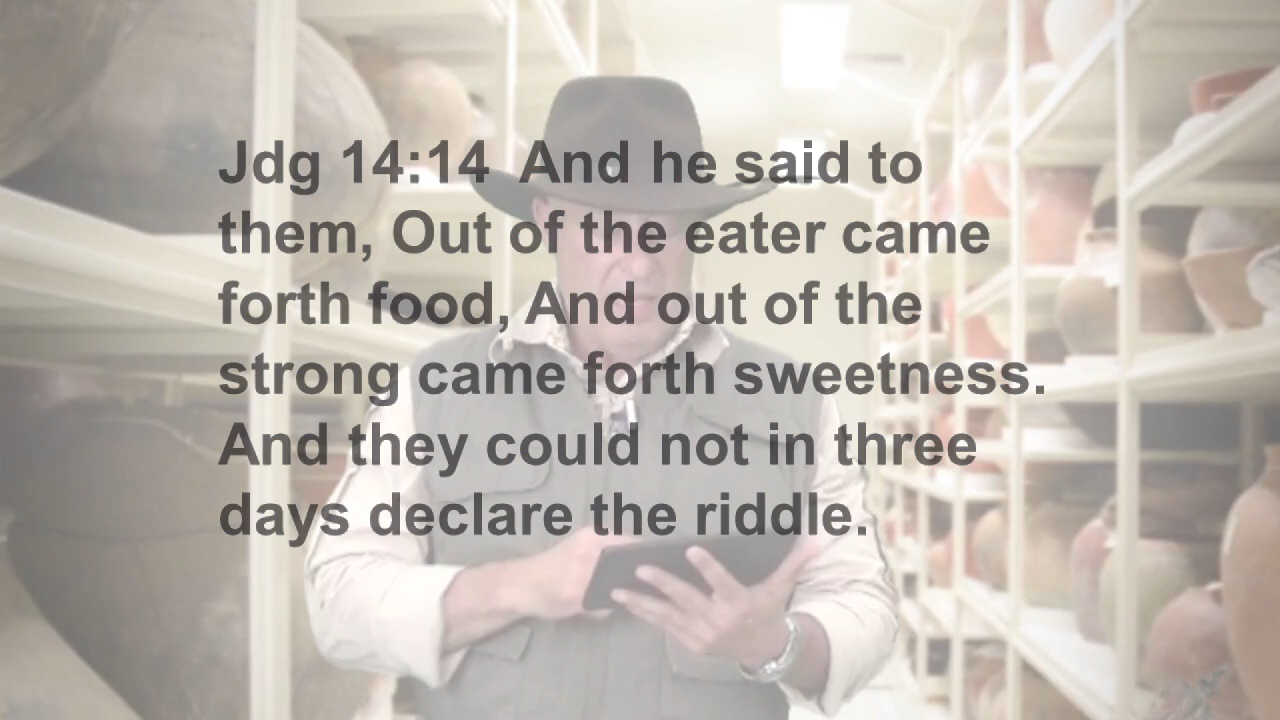 Jdg 14:14  And he said to
them, Out of the eater came
forth food, And out of the
strong came forth sweetness.
And they could not in three
days declare the riddle.